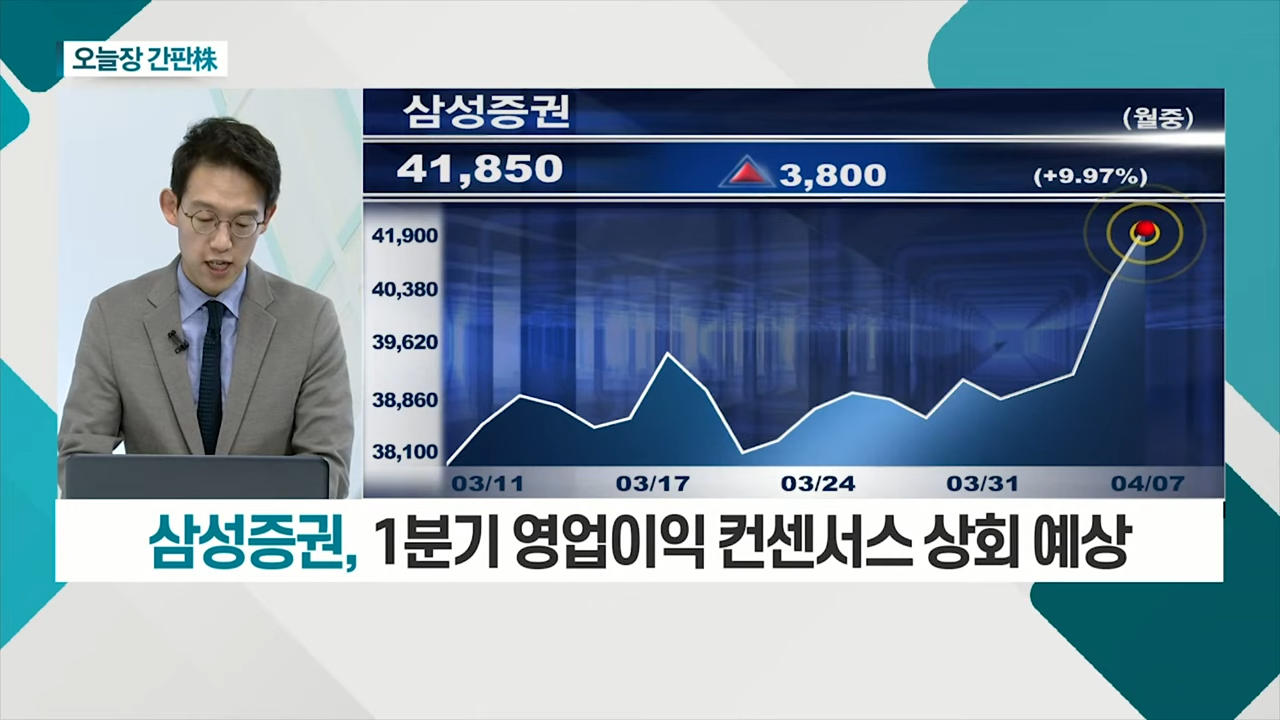 오늘장 간판株
삼성증권
(월중)
41,850 ▲ 3,800 (+9.97%)
41,900
40,380
39,620
38,860
38,100
03/11 03/17 03/24 03/31 04/07
삼성증권, 1분기 영업이익 컨센서스 상회 예상